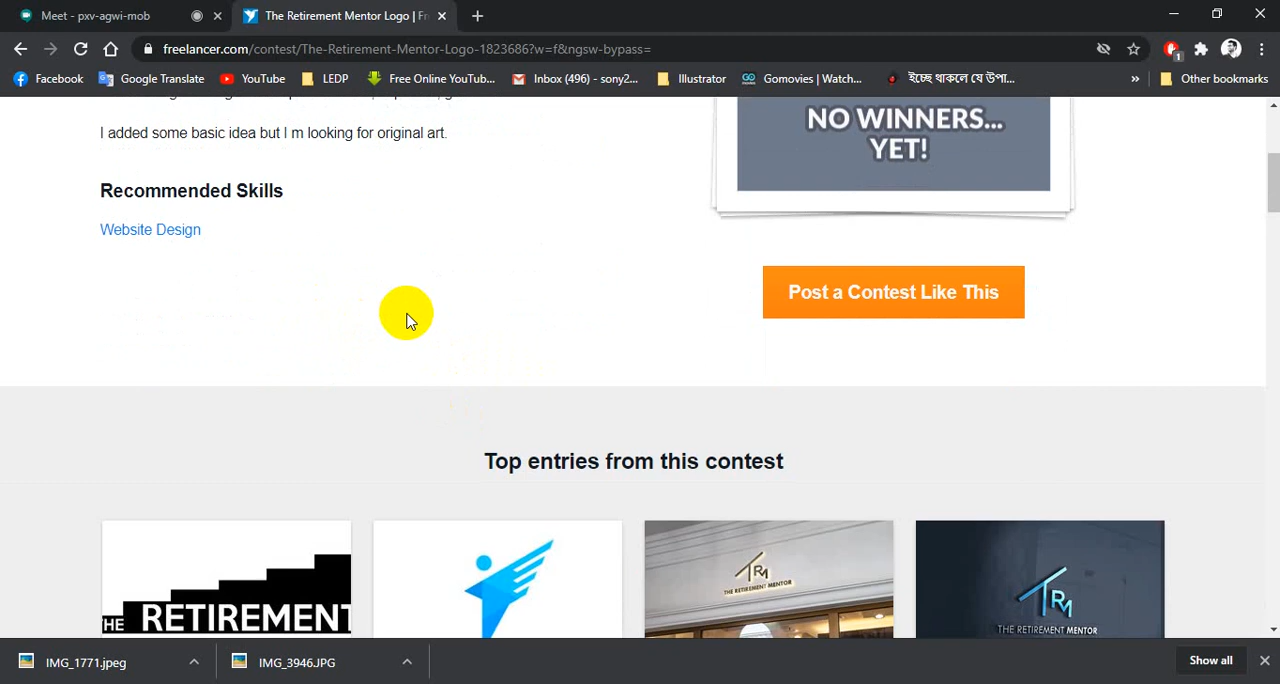 Meet - pxv-agwi-mob
The Retirement Mentor Logo | Fr
freelancer.com/contest/The-Retirement-Mentor-Logo-1823686?w=f&ngsw-bypass=
1
Facebook
Google Translate
YouTube
LEDP
Free Online YouTub...
Inbox (496) - sony2...
Illustrator
Gomovies | Watch...
ইচ্ছে থাকলে যে উপা...
»
Other bookmarks
I added some basic idea but I m looking for original art.
NO WINNERS...
YET!
Recommended Skills
Website Design
Post a Contest Like This
Top entries from this contest
THE RETIREMENT
TRM
THE RETIREMENT MENTOR
TRM
THE RETIREMENT MENTOR
IMG_1771.jpeg
IMG_3946.JPG
Show all